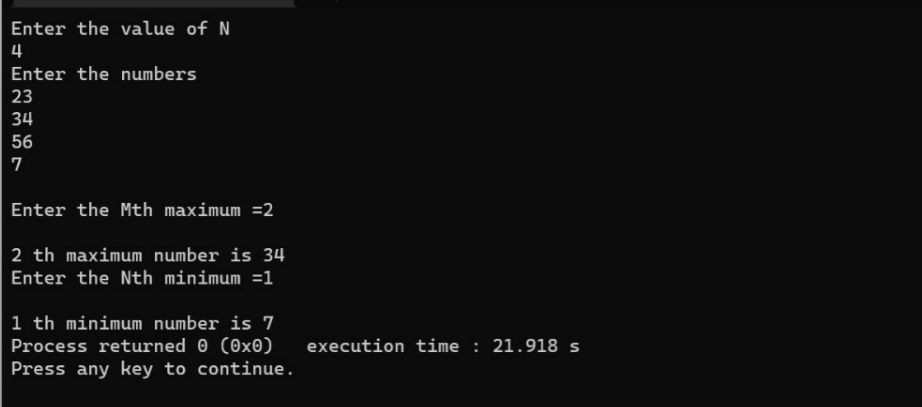 Enter the value of N
4
Enter the numbers
23
34
56
7
Enter the Mth maximum =2
2 th maximum number is 34
Enter the Nth minimum =1
1 th minimum number is 7
Process returned 0 (0x0)   execution time : 21.918 s
Press any key to continue.